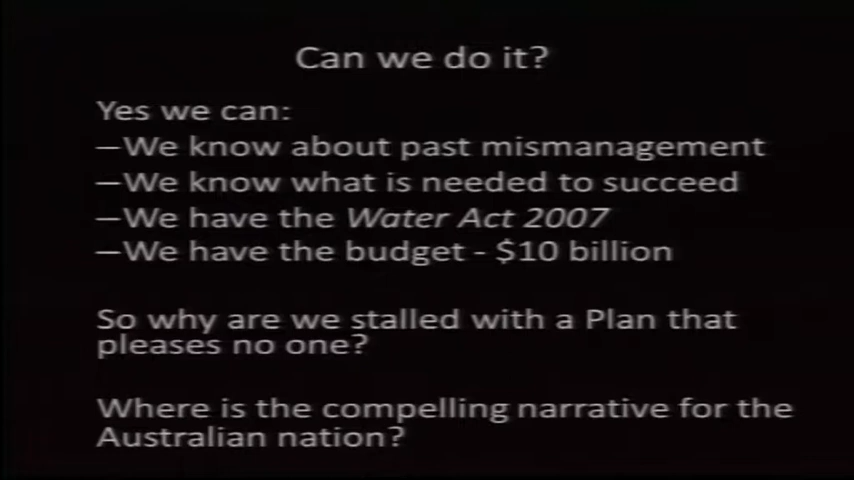 Can we do it?
Yes we can:
–We know about past mismanagement
–We know what is needed to succeed
–We have the Water Act 2007
–We have the budget - $10 billion
So why are we stalled with a Plan that
pleases no one?
Where is the compelling narrative for the
Australian nation?